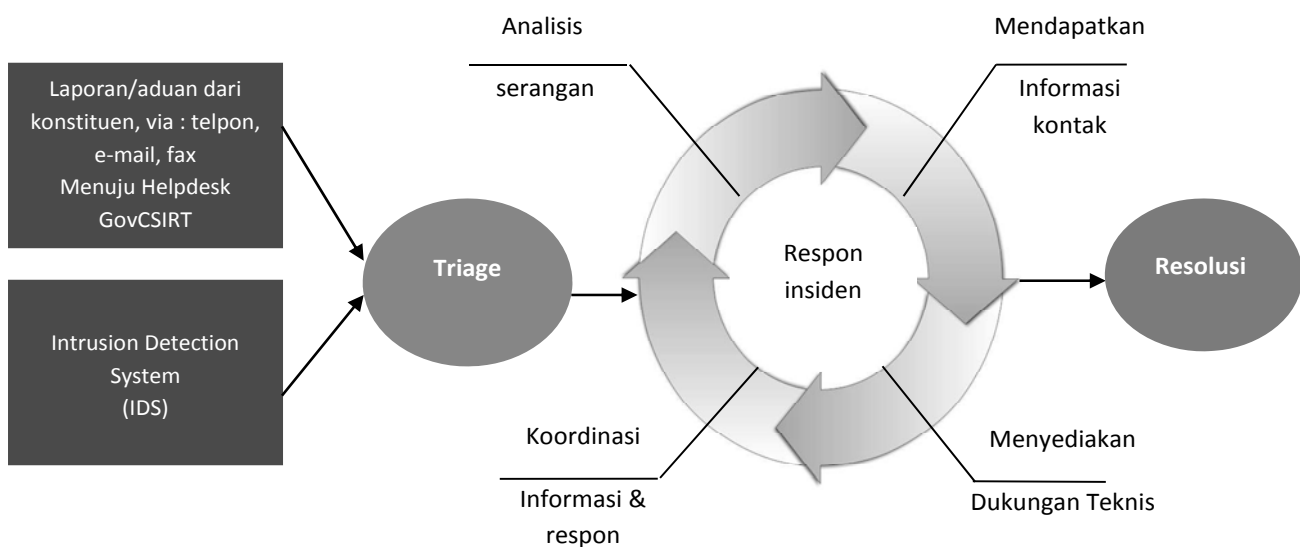 Laporan/aduan dari
konstituen, via : telpon,
e-mail, fax
Menuju Helpdesk
GovCSIRT
Intrusion Detection
System
(IDS)
Triage
Analisis
serangan
Mendapatkan
Informasi
kontak
Respon
insiden
Koordinasi
Informasi &
respon
Menyediakan
Dukungan Teknis
Resolusi